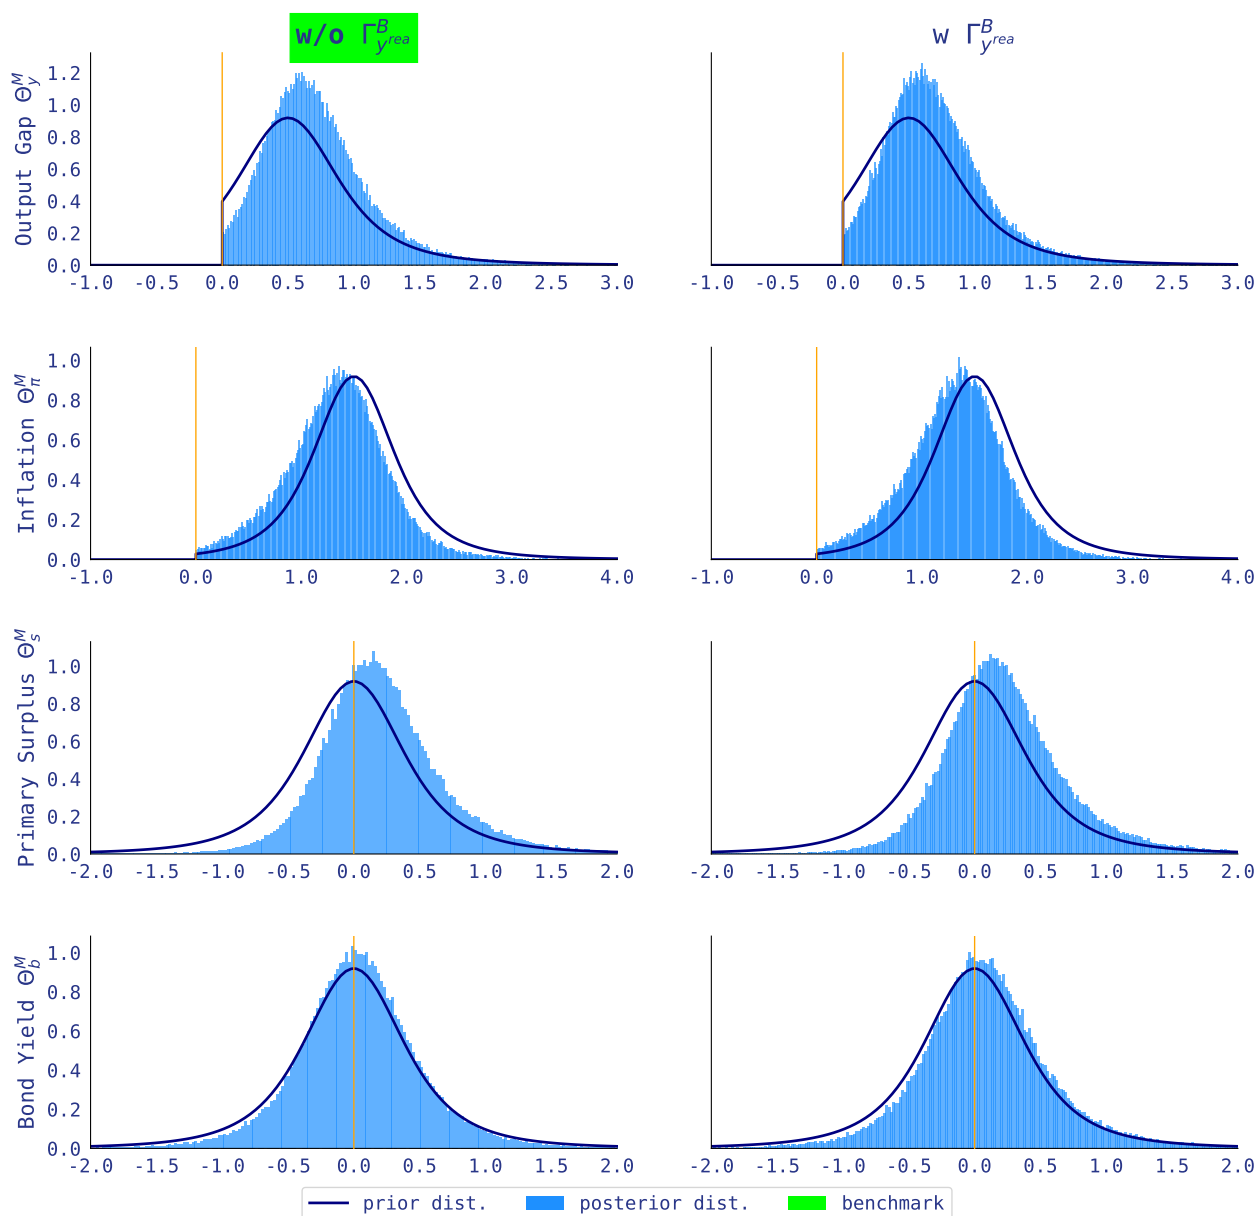 w/o Γ^B_{y^{rea}} w Γ^B_{y^{rea}}
Output Gap Θ^M_y
1.2
1.0
0.8
0.6
0.4
0.2
0.0
-1.0 -0.5 0.0 0.5 1.0 1.5 2.0 2.5 3.0
-1.0 -0.5 0.0 0.5 1.0 1.5 2.0 2.5 3.0
Inflation Θ^M_π
1.0
0.8
0.6
0.4
0.2
0.0
-1.0 0.0 1.0 2.0 3.0 4.0
-1.0 0.0 1.0 2.0 3.0 4.0
Primary Surplus Θ^M_s
1.0
0.8
0.6
0.4
0.2
0.0
-2.0 -1.5 -1.0 -0.5 0.0 0.5 1.0 1.5 2.0
-2.0 -1.5 -1.0 -0.5 0.0 0.5 1.0 1.5 2.0
Bond Yield Θ^M_b
1.0
0.8
0.6
0.4
0.2
0.0
-2.0 -1.5 -1.0 -0.5 0.0 0.5 1.0 1.5 2.0
-2.0 -1.5 -1.0 -0.5 0.0 0.5 1.0 1.5 2.0
prior dist. posterior dist. benchmark